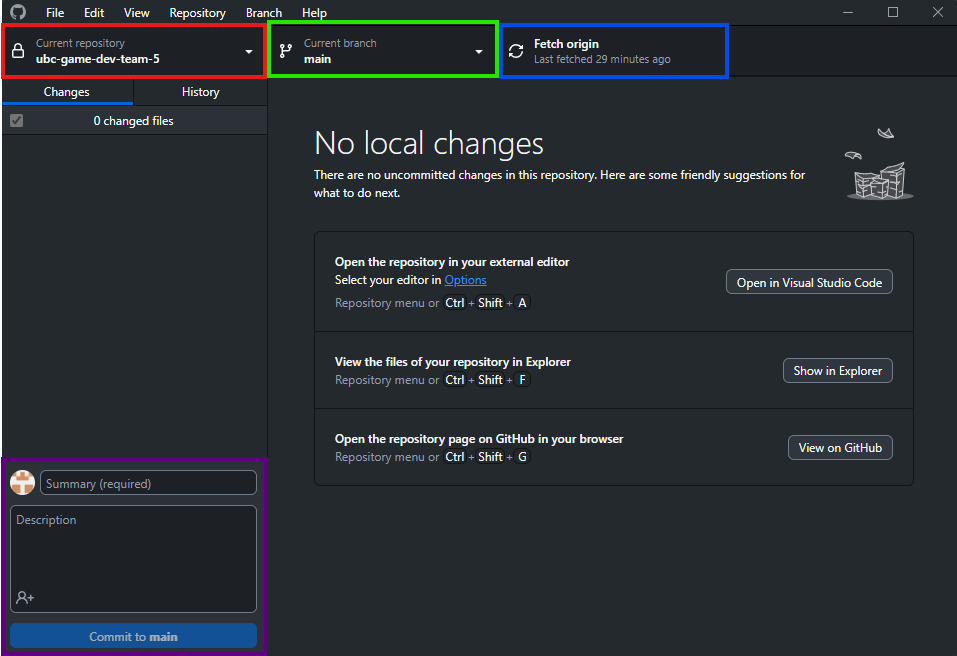 File Edit View Repository Branch Help
Current repository
ubc-game-dev-team-5
Current branch
main
Fetch origin
Last fetched 29 minutes ago
Changes
History
0 changed files
No local changes
There are no uncommitted changes in this repository. Here are some friendly suggestions for
what to do next.
Open the repository in your external editor
Select your editor in Options
Repository menu or Ctrl + Shift + A
Open in Visual Studio Code
View the files of your repository in Explorer
Repository menu or Ctrl + Shift + F
Show in Explorer
Open the repository page on GitHub in your browser
Repository menu or Ctrl + Shift + G
View on GitHub
Summary (required)
Description
Commit to main